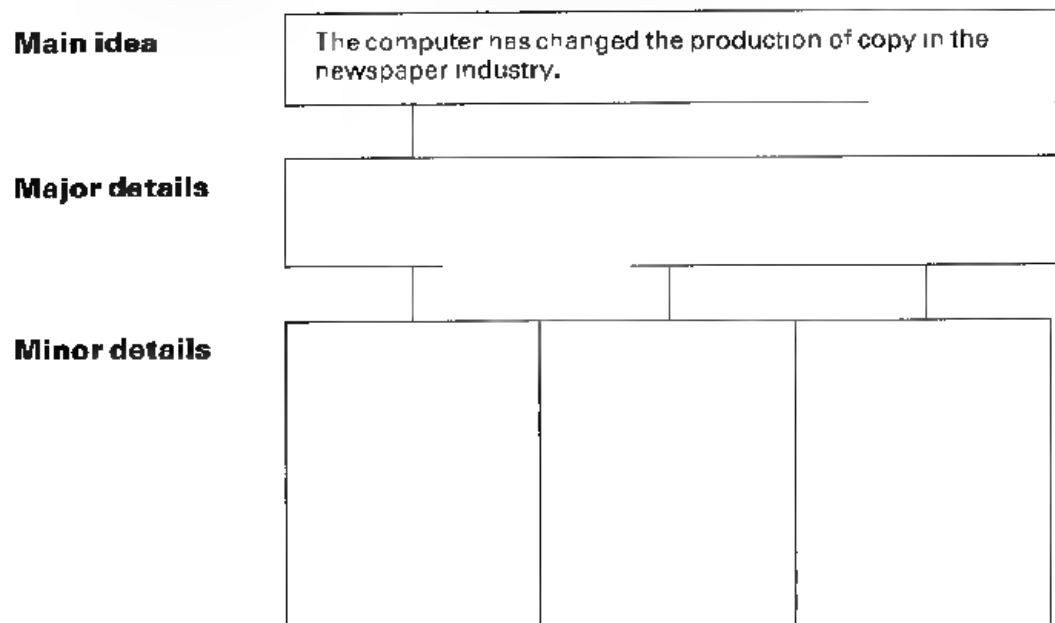 Main idea
The computer has changed the production of copy in the
newspaper industry.
Major details
Minor details